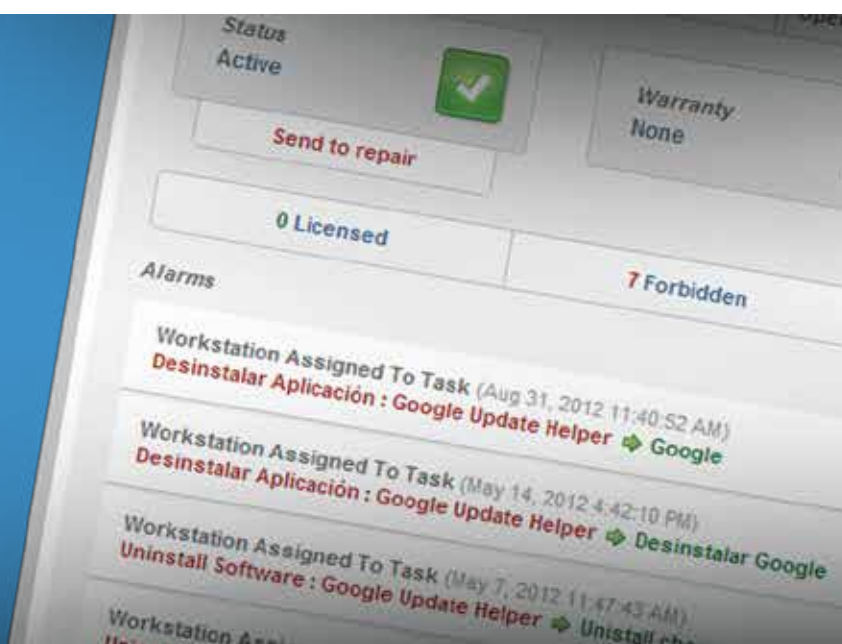 Status
Active
Warranty
None
Send to repair
0 Licensed
7 Forbidden
Alarms
Workstation Assigned To Task (Aug 31, 2012 11:40:52 AM)
Desinstalar Aplicación : Google Update Helper Google
Workstation Assigned To Task (May 14, 2012 4:42:10 PM)
Desinstalar Aplicación : Google Update Helper Desinstalar Google
Workstation Assigned To Task (May 7, 2012 11:47:43 AM)
Uninstall Software : Google Update Helper Unistall
Workstation